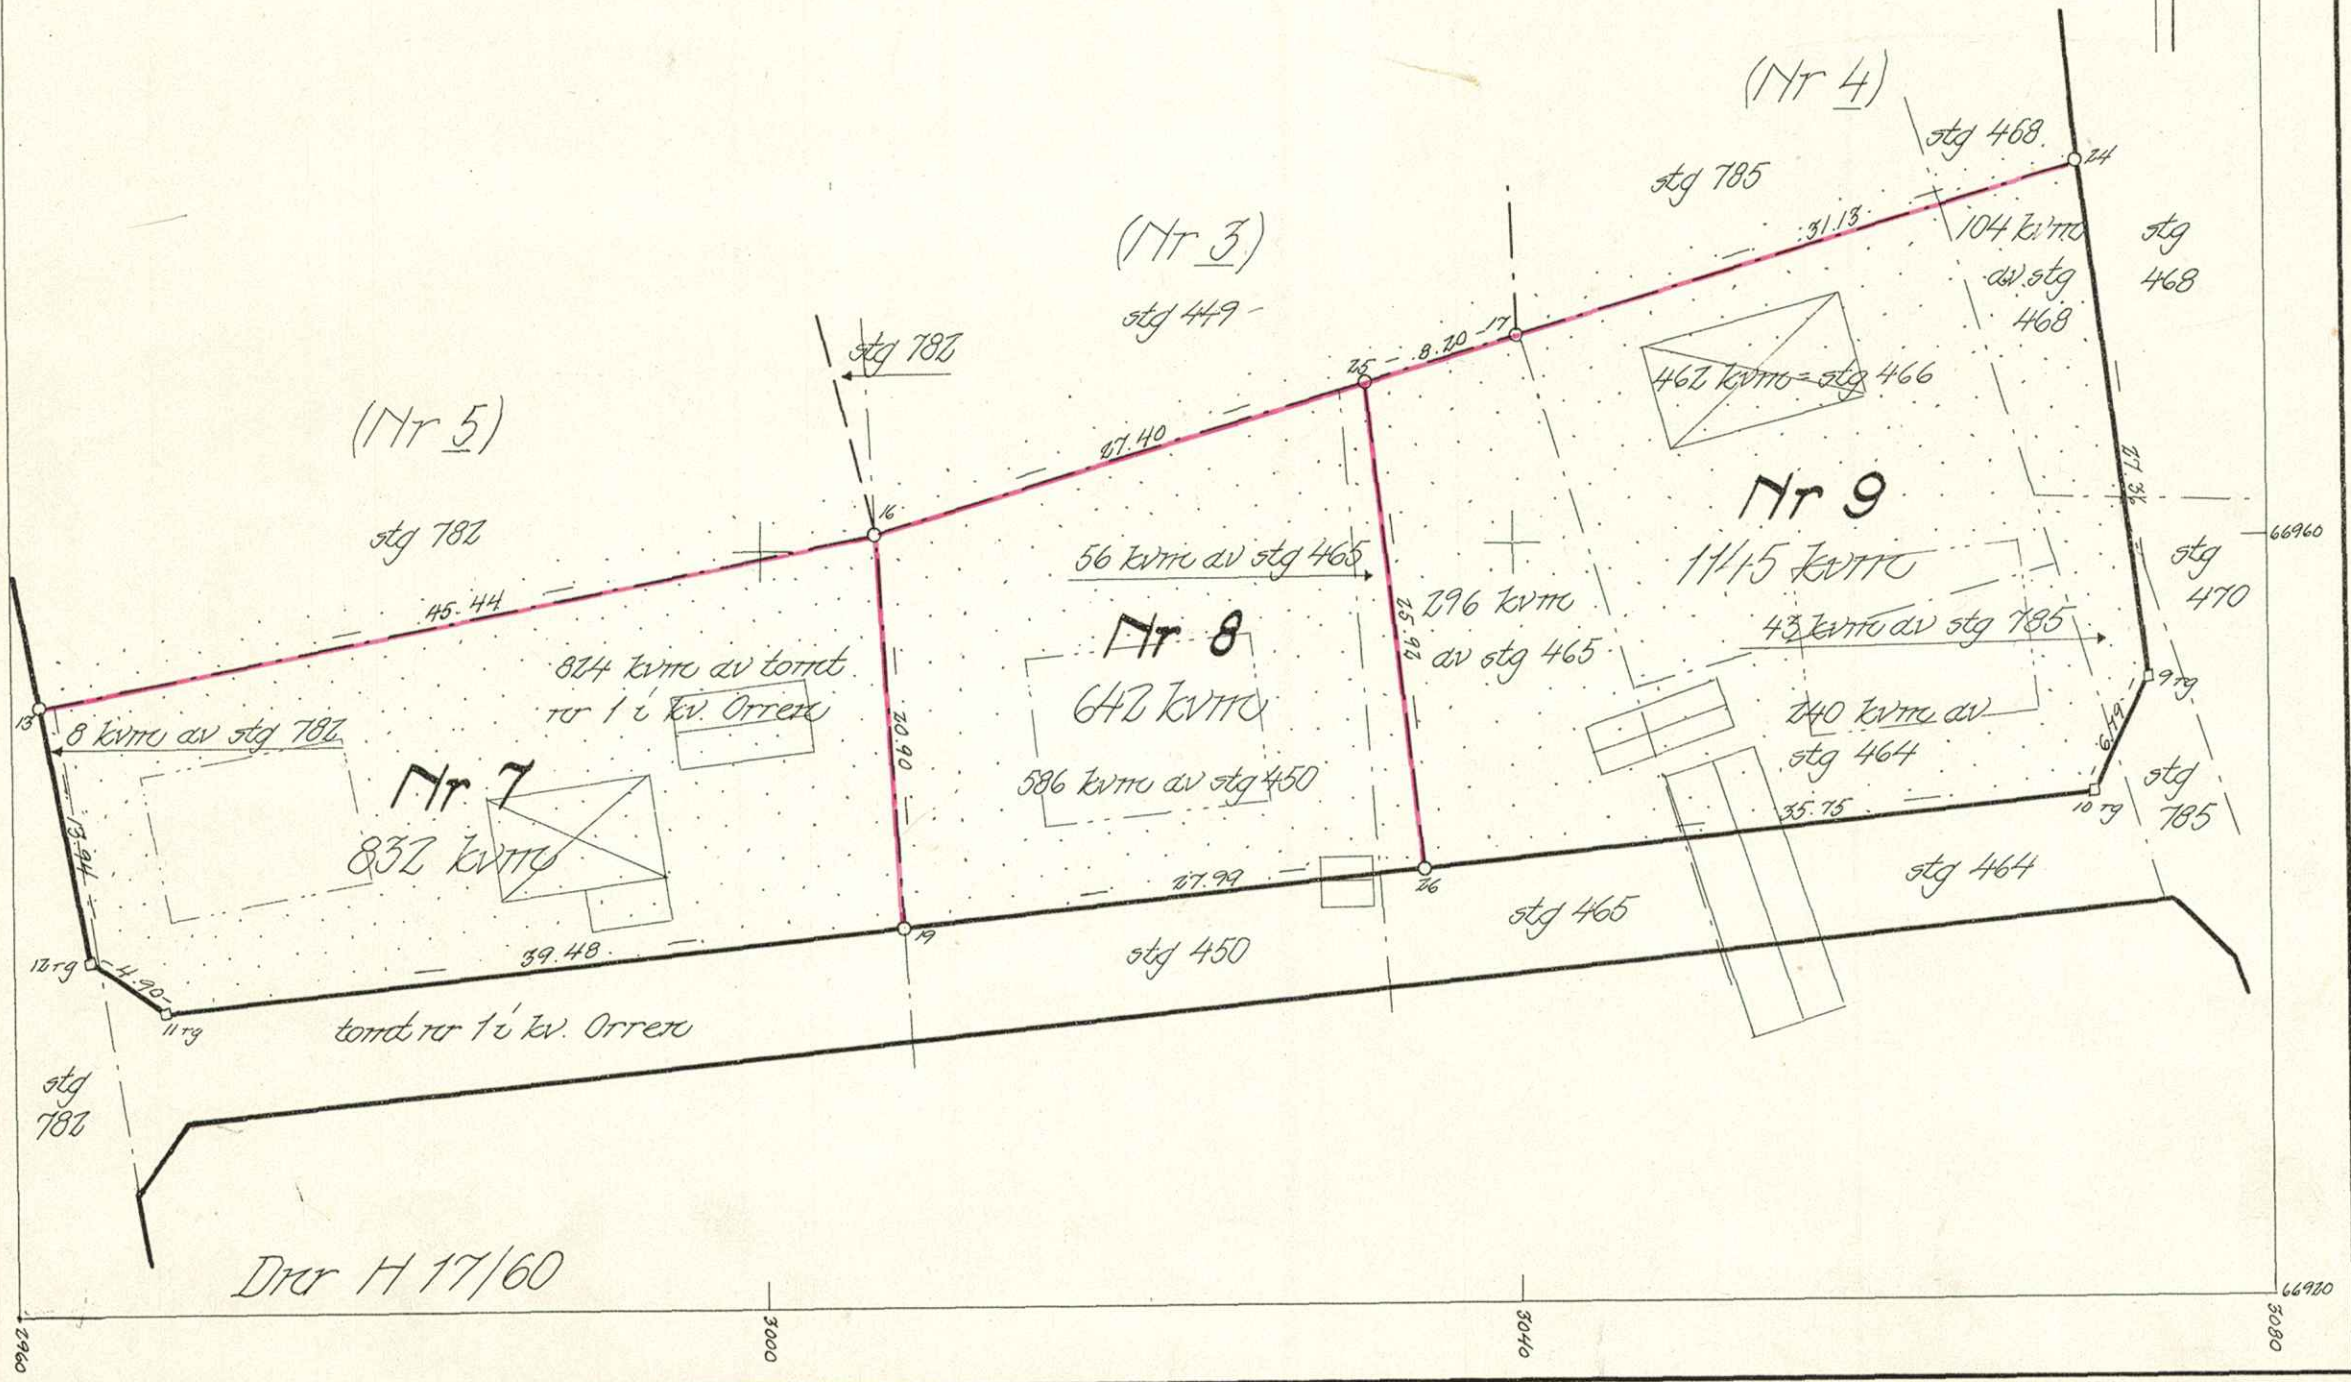 (Nr 4)
stg 468
24
stg 785
31.13
104 kvm
av stg
468
stg
468
(Nr 3)
stg 449
17
8.20
25
462 kvm = stg 466
stg 782
27.40
(Nr 5)
16
stg 782
27.36
Nr 9
1145 kvm
66960
stg
470
56 kvm av stg 465
296 kvm
av stg 465
25.92
43 kvm av stg 785
45.44
Nr 8
642 kvm
586 kvm av stg 450
824 kvm av tomt
nr 1 i kv. Orren
20.90
13
8 kvm av stg 782
9 rg
6.79
240 kvm av
stg 464
Nr 7
832 kvm
13.94
35.75
10 rg
stg
785
27.99
26
stg 464
stg 465
19
stg 450
39.48
12 rg
4.90
11 rg
tomt nr 1 i kv. Orren
stg
782
Dnr H 17/60
66920
2960
3000
3040
3080